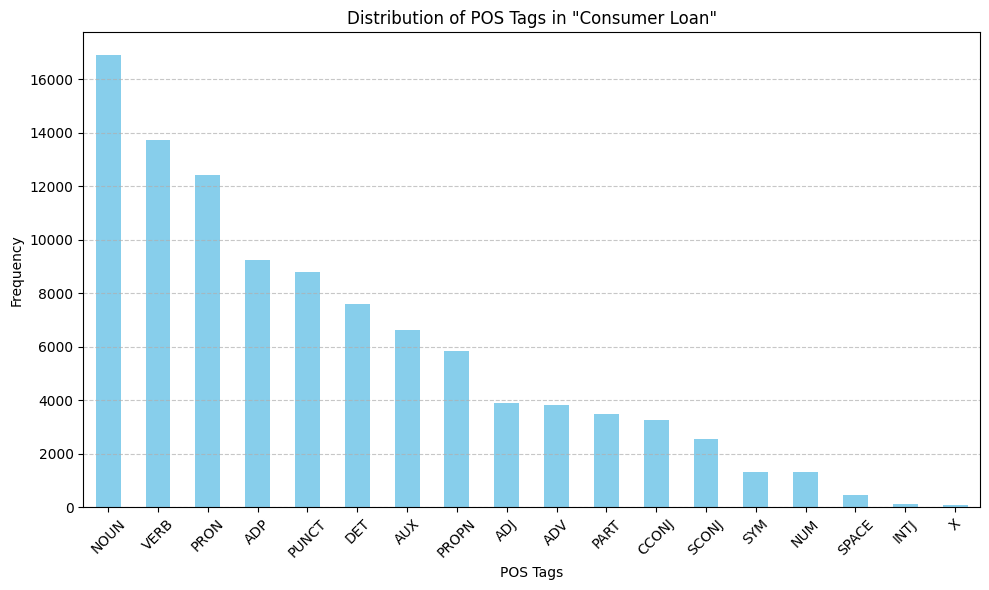 Distribution of POS Tags in "Consumer Loan"
Frequency
16000
14000
12000
10000
8000
6000
4000
2000
0
NOUN VERB PRON ADP PUNCT DET AUX PROPN ADJ ADV PART CCONJ SCONJ SYM NUM SPACE INTJ X
POS Tags